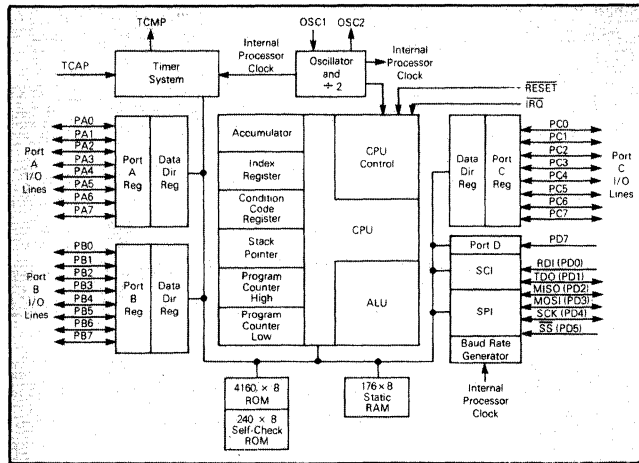 TCMP
OSC1
OSC2
TCAP
Timer
System
Internal
Processor
Clock
Oscillator
and
÷ 2
Internal
Processor
Clock
RESET
IRQ
Port
A
I/O
Lines
PA0
PA1
PA2
PA3
PA4
PA5
PA6
PA7
Port
A
Reg
Data
Dir
Reg
Accumulator
Index
Register
Condition
Code
Register
Stack
Pointer
Program
Counter
High
Program
Counter
Low
CPU
Control
CPU
ALU
Data
Dir
Reg
Port
C
Reg
PC0
PC1
PC2
PC3
PC4
PC5
PC6
PC7
Port
C
I/O
Lines
Port
B
I/O
Lines
PB0
PB1
PB2
PB3
PB4
PB5
PB6
PB7
Port
B
Reg
Data
Dir
Reg
Port D
SCI
SPI
Baud Rate
Generator
PD7
RDI (PD0)
TDO (PD1)
MISO (PD2)
MOSI (PD3)
SCK (PD4)
SS (PD5)
Internal
Processor
Clock
4160 × 8
ROM
240 × 8
Self-Check
ROM
176×8
Static
RAM